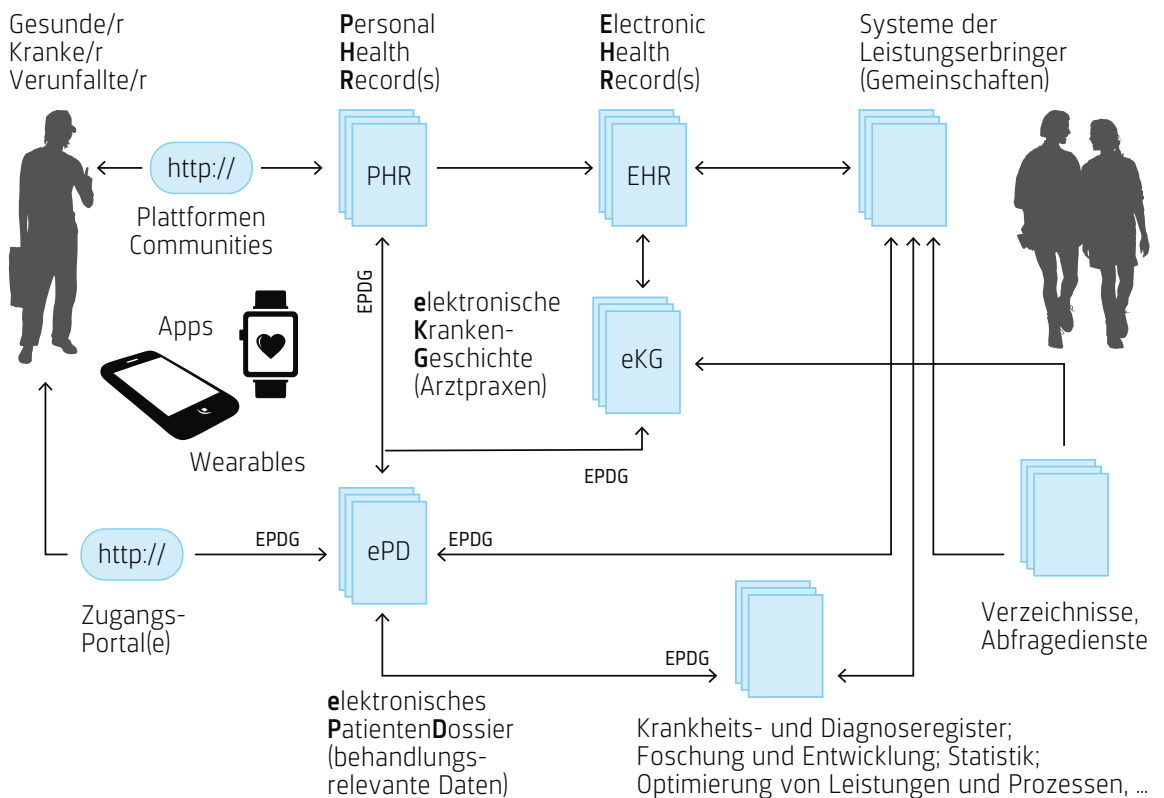 Gesunde/r
Kranke/r
Verunfallte/r
Personal
Health
Record(s)
Electronic
Health
Record(s)
Systeme der
Leistungserbringer
(Gemeinschaften)
http://
PHR
EHR
Plattformen
Communities
EPDG
elektronische
Kranken-
Geschichte
(Arztpraxen)
eKG
Apps
Wearables
EPDG
http://
EPDG
ePD
EPDG
Zugangs-
Portal(e)
Verzeichnisse,
Abfragedienste
EPDG
elektronisches
PatientenDossier
(behandlungs-
relevante Daten)
Krankheits- und Diagnoseregister;
Foschung und Entwicklung; Statistik;
Optimierung von Leistungen und Prozessen, ...